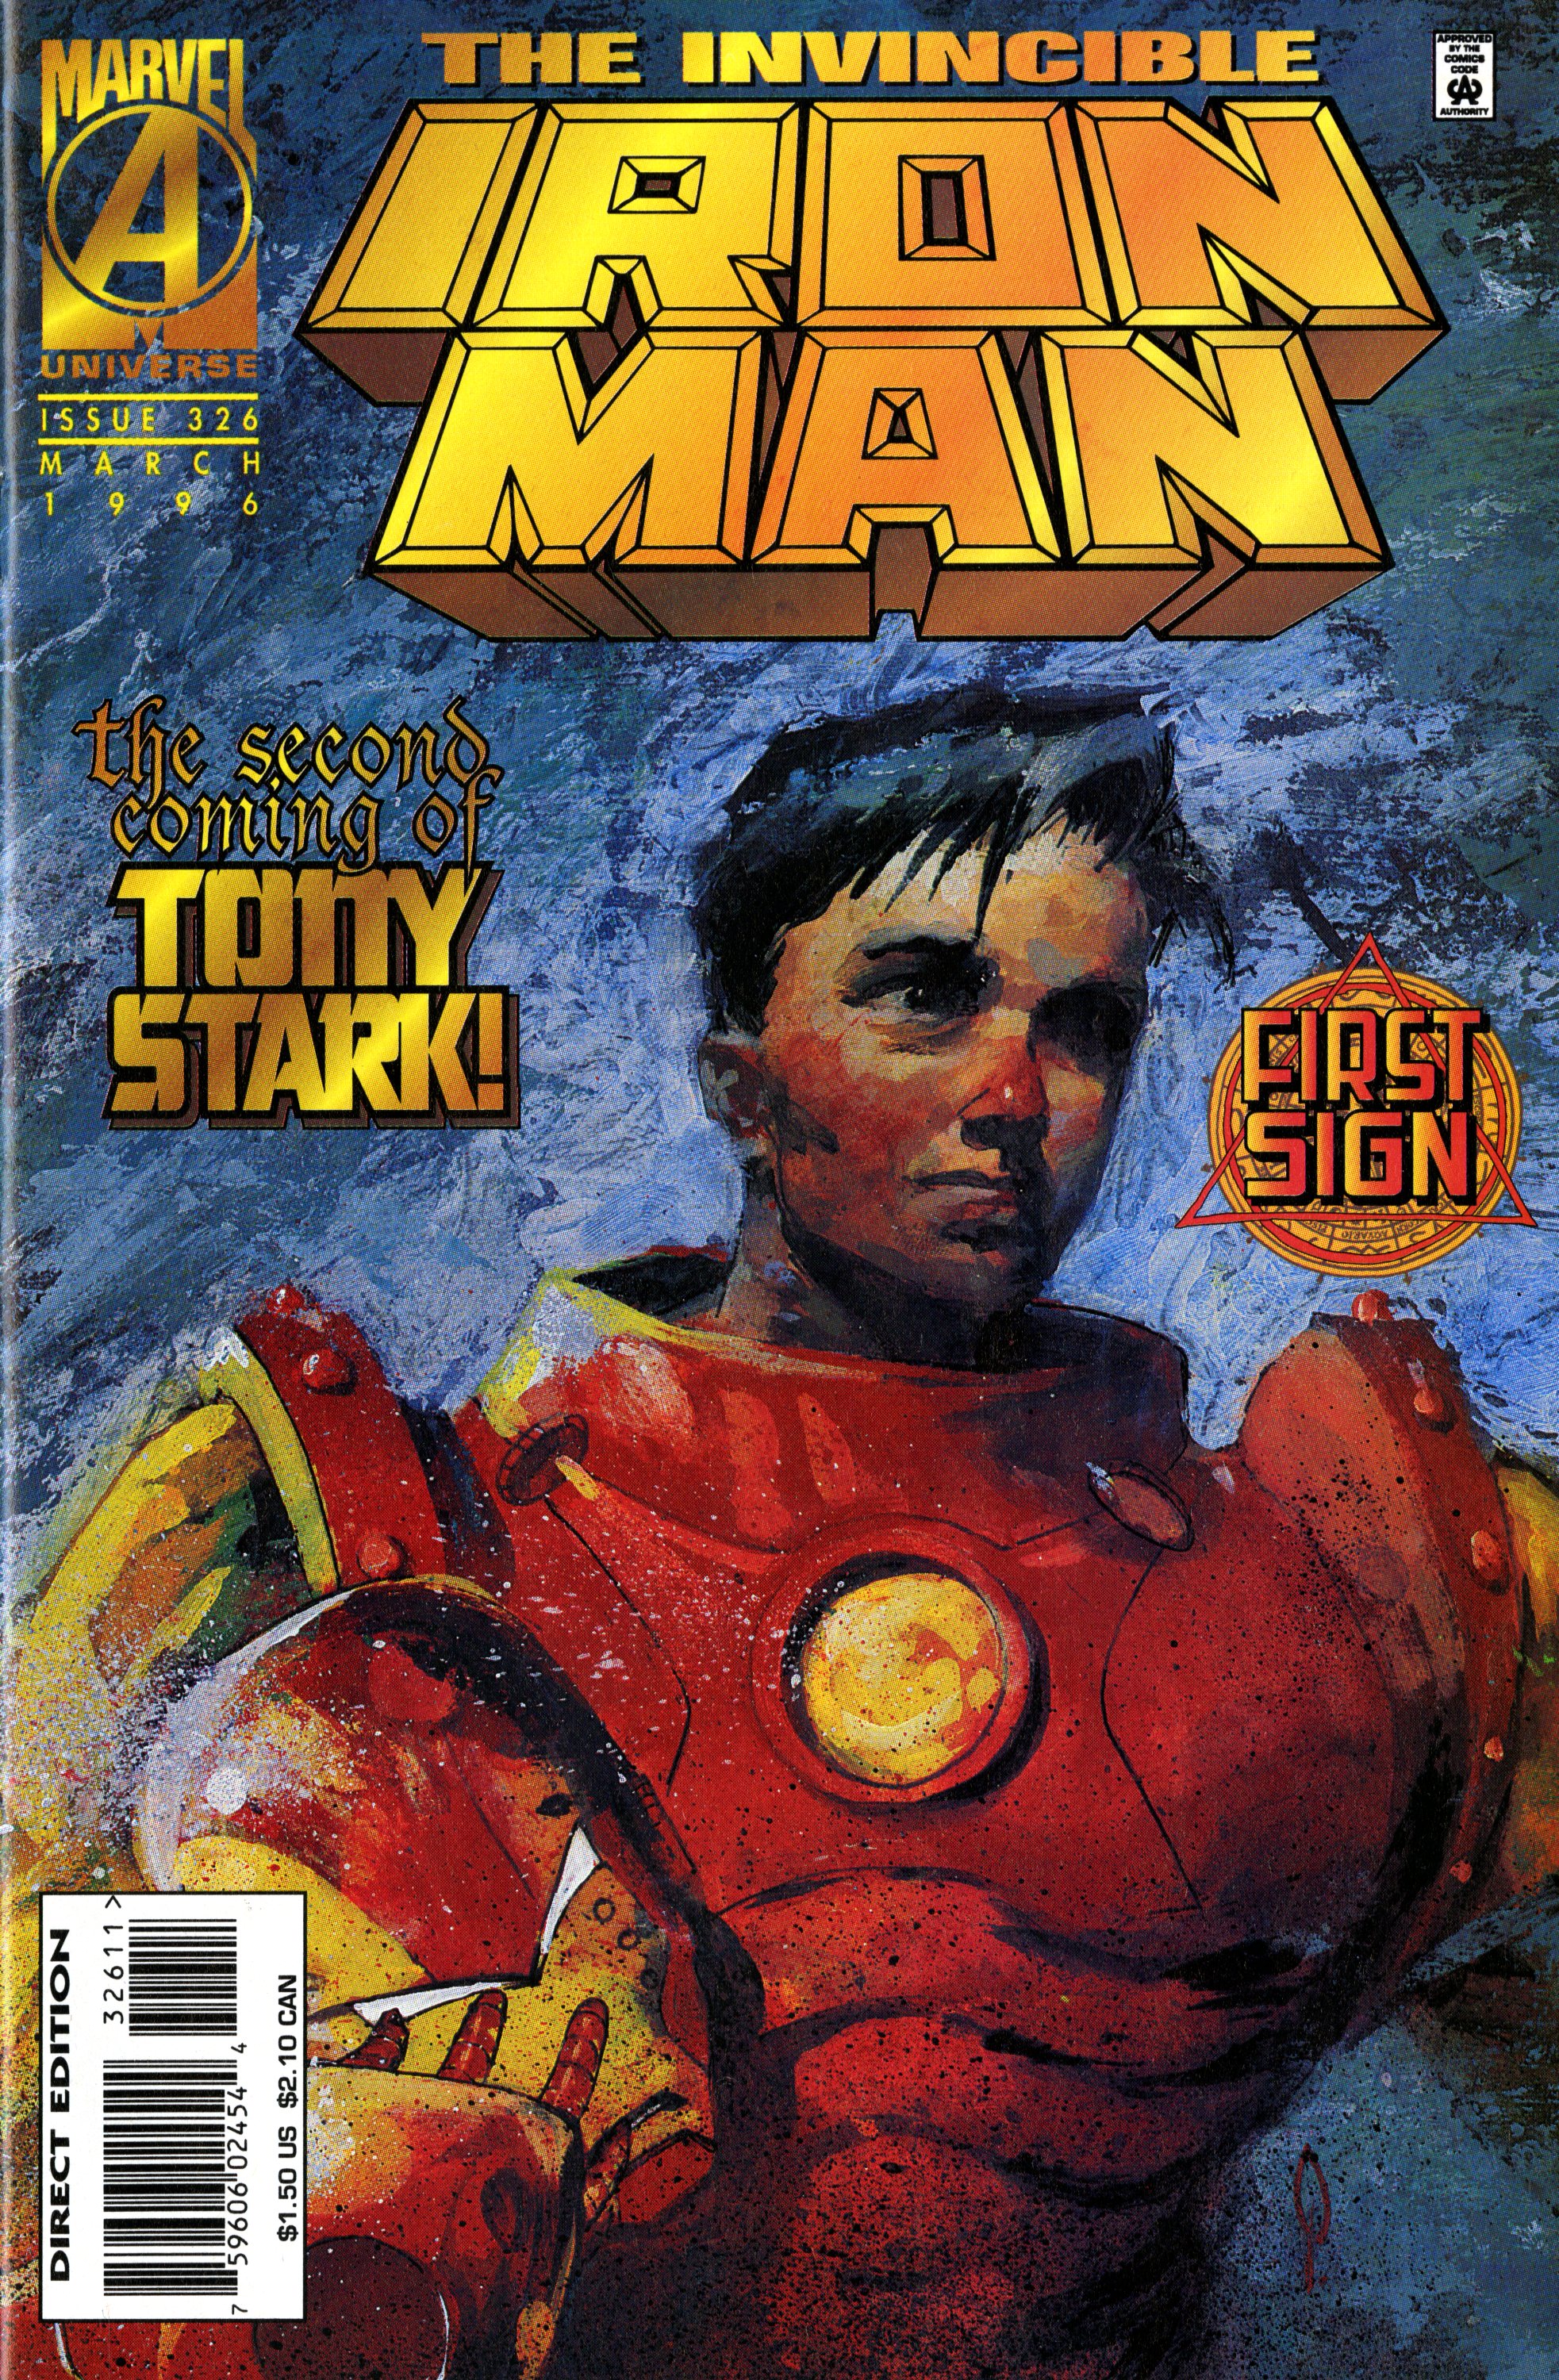 MARVEL
A
M
UNIVERSE
ISSUE 326
MARCH
1996
THE INVINCIBLE
IRON
MAN
APPROVED
BY THE
COMICS
CODE
CA
AUTHORITY
the second
coming of
TONY
STARK!
FIRST
SIGN
DIRECT EDITION
32611>
7 59606 02454 4
$1.50 US $2.10 CAN